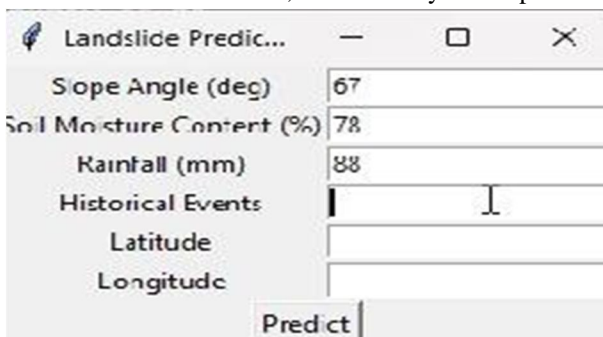 Landslide Predic...
Slope Angle (deg) 67
Soil Moisture Content (%) 78
Rainfall (mm) 88
Historical Events
Latitude
Longitude
Predict